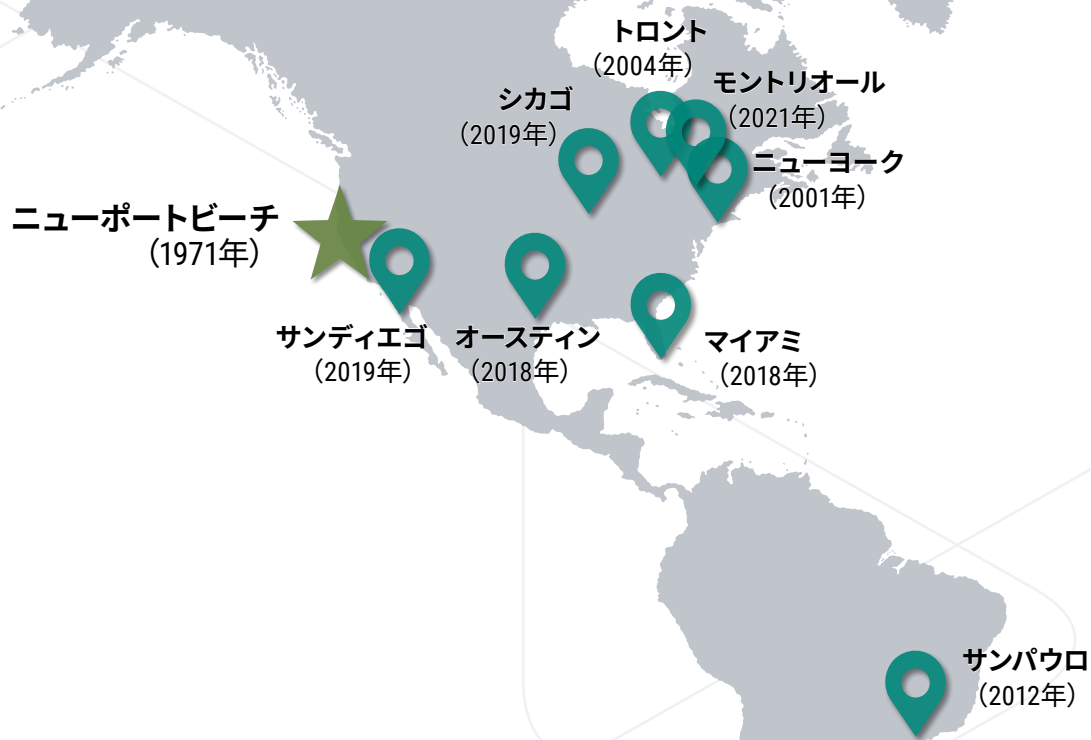 トロント
（2004年）
モントリオール
（2021年）
シカゴ
（2019年）
ニューヨーク
（2001年）
ニューポートビーチ
（1971年）
サンディエゴ
（2019年）
オースティン
（2018年）
マイアミ
（2018年）
サンパウロ
（2012年）